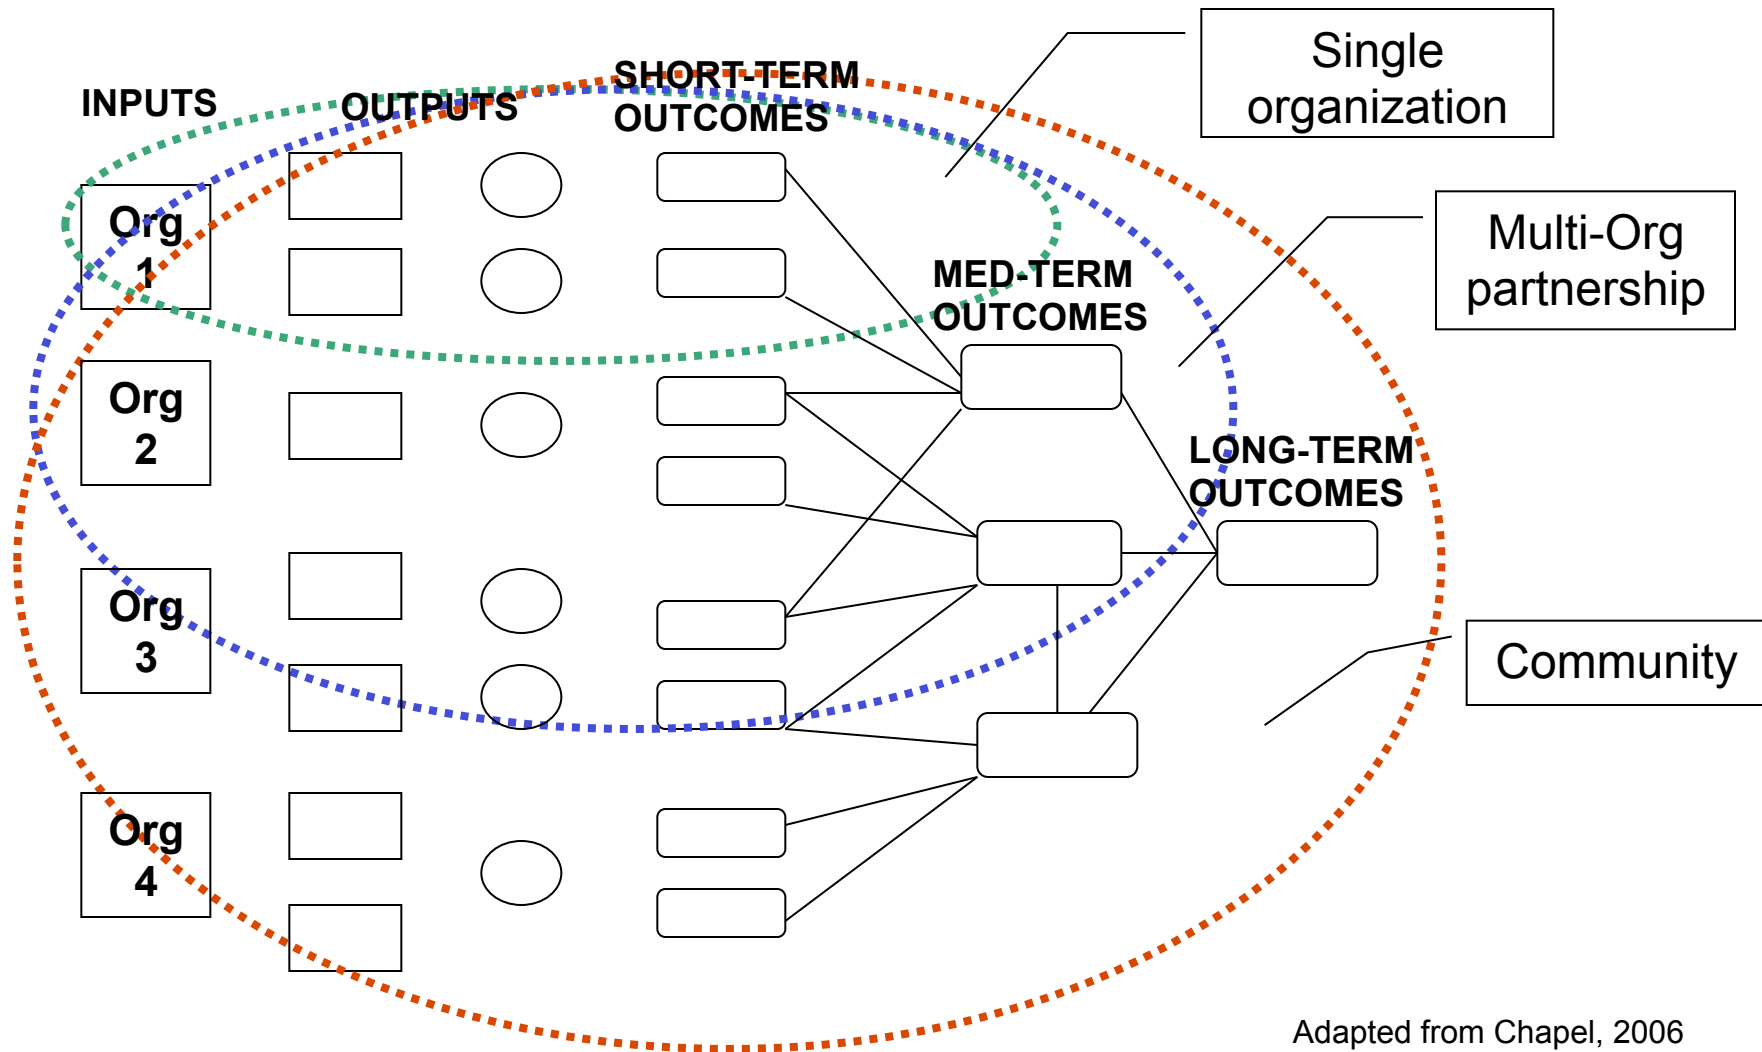 INPUTS
OUTPUTS
SHORT-TERM
OUTCOMES
Single
organization
Org
1
MED-TERM
OUTCOMES
Multi-Org
partnership
Org
2
LONG-TERM
OUTCOMES
Org
3
Community
Org
4
Adapted from Chapel, 2006